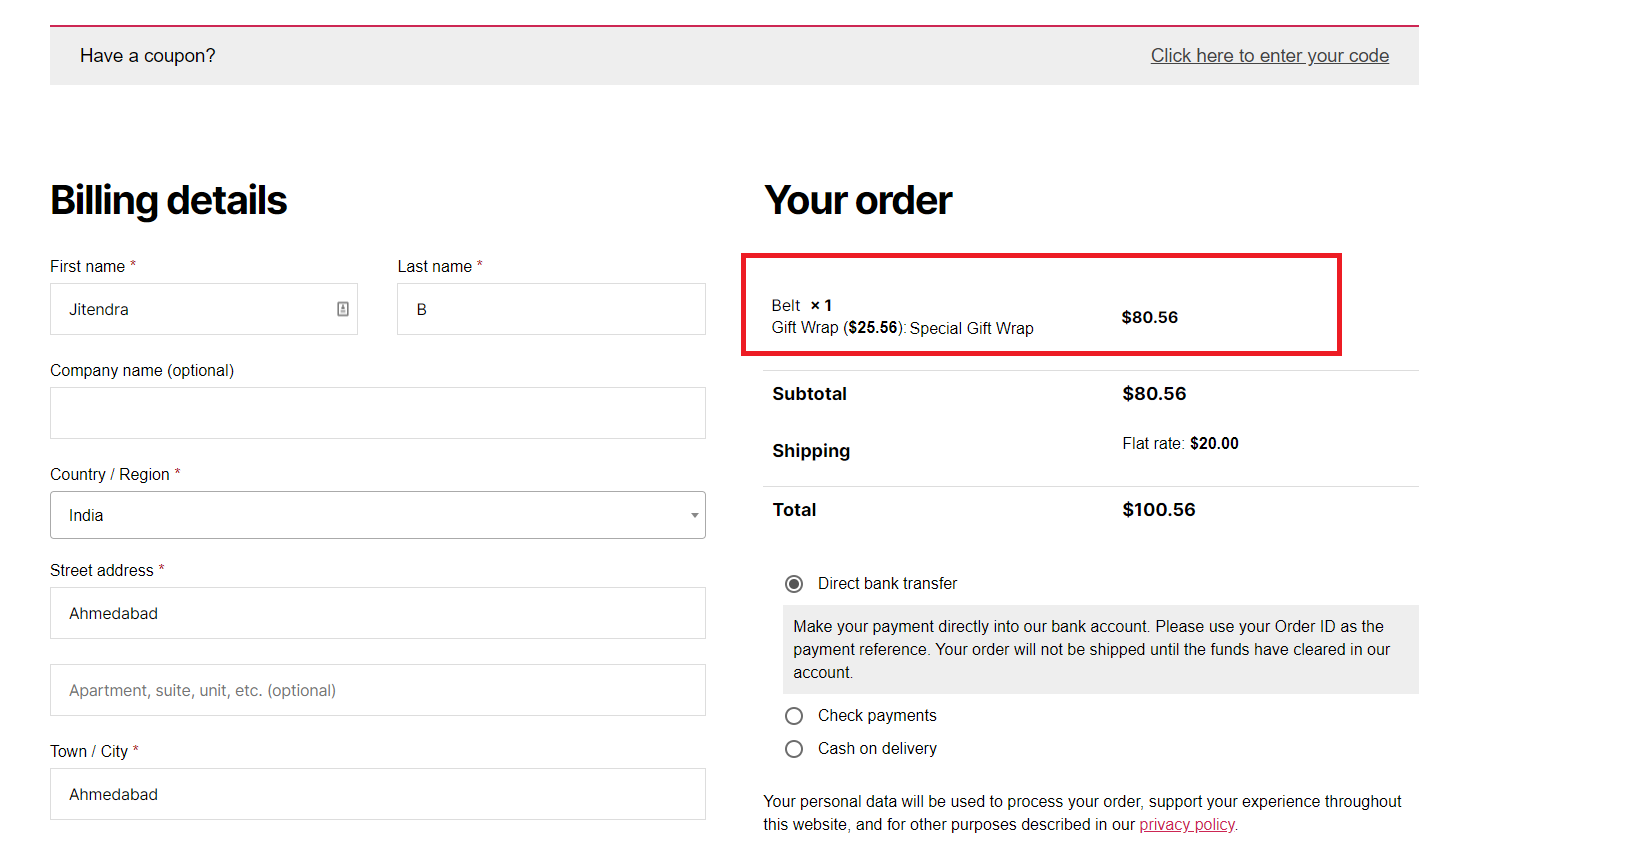 Have a coupon?
Click here to enter your code
Billing details
First name *
Last name *
Jitendra
B
Company name (optional)
Country / Region *
India
Street address *
Ahmedabad
Apartment, suite, unit, etc. (optional)
Town / City *
Ahmedabad
Your order
Belt × 1
Gift Wrap ($25.56): Special Gift Wrap
$80.56
Subtotal
$80.56
Shipping
Flat rate: $20.00
Total
$100.56
Direct bank transfer
Make your payment directly into our bank account. Please use your Order ID as the
payment reference. Your order will not be shipped until the funds have cleared in our
account.
Check payments
Cash on delivery
Your personal data will be used to process your order, support your experience throughout
this website, and for other purposes described in our privacy policy.